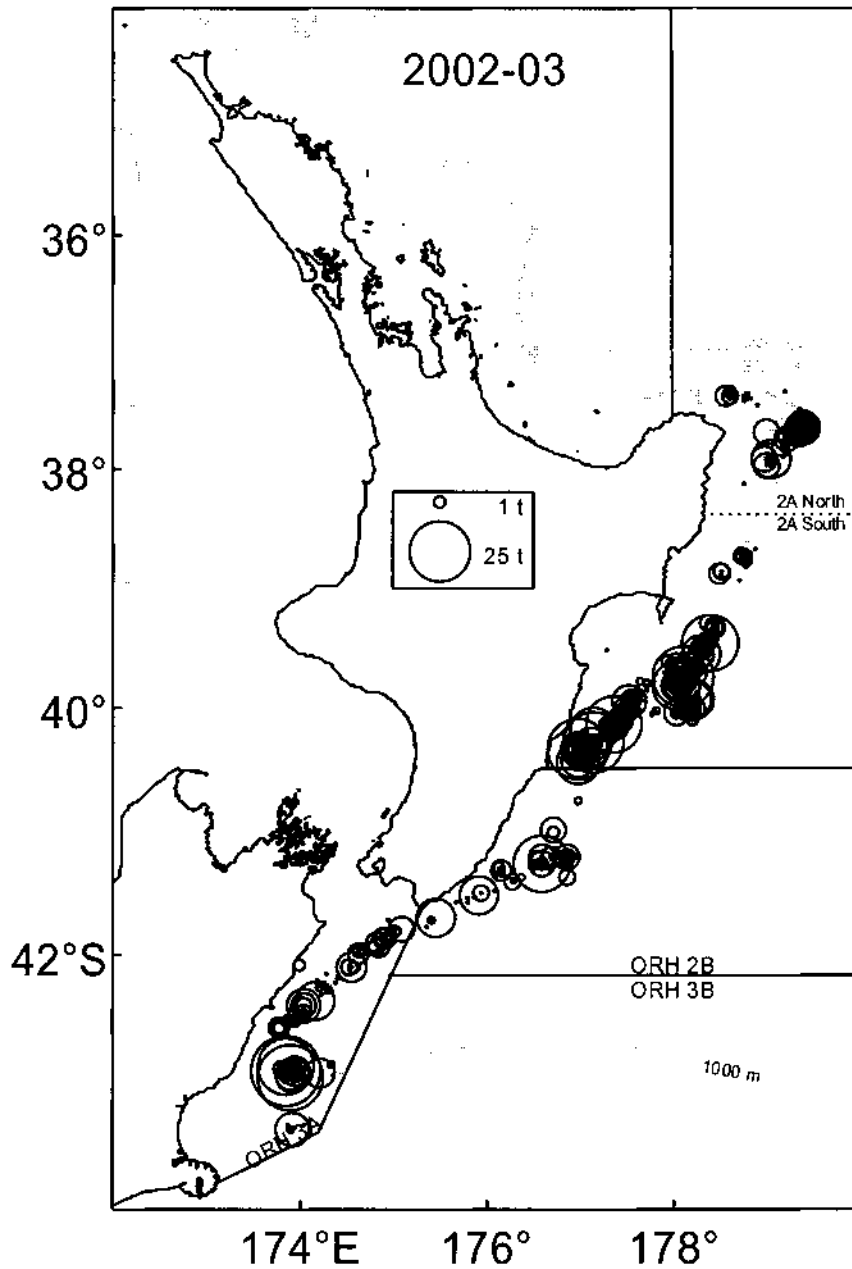 2002-03
36°
38°
1 t
25 t
2A North
2A South
40°
42°S
ORH 2B
ORH 3B
1000 m
ORH 3A
174°E
176°
178°